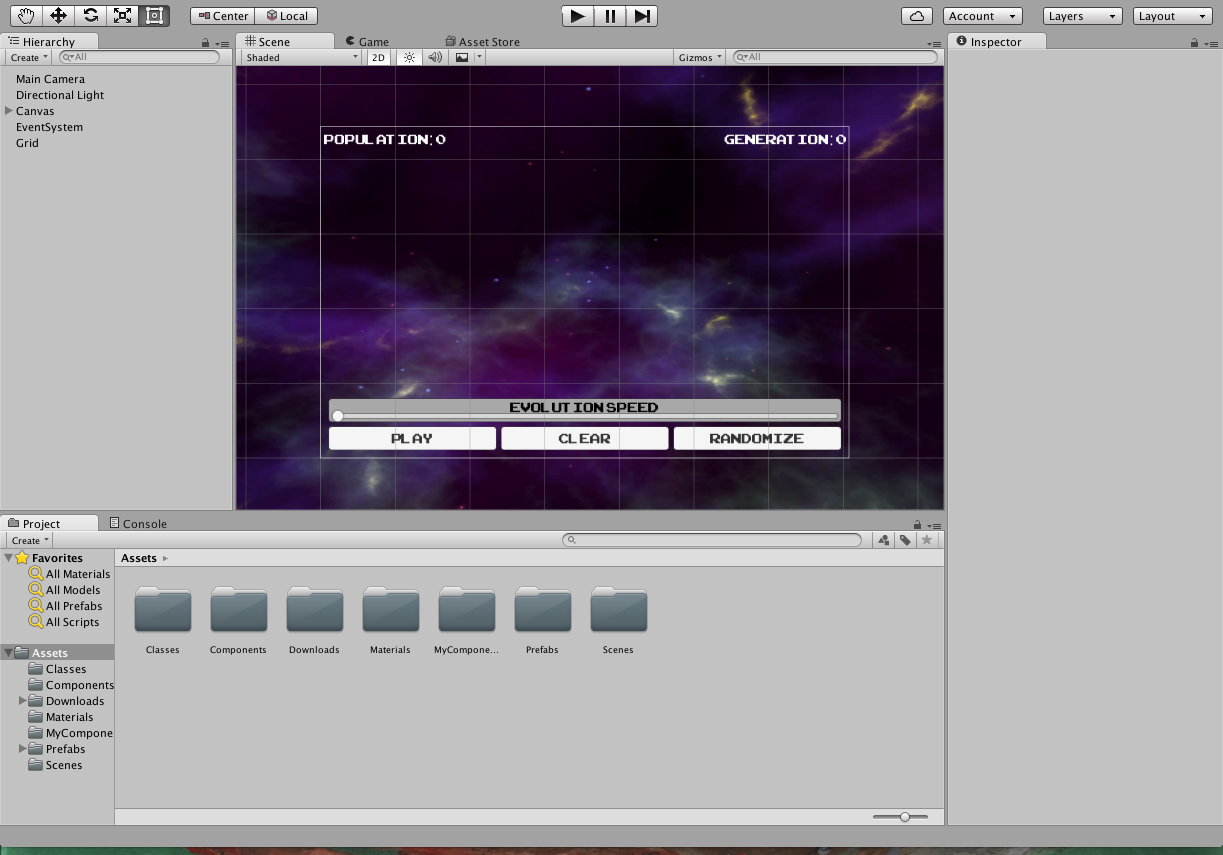 Center Local Account Layers Layout
Hierarchy Scene Game Asset Store Inspector
Create All Shaded 2D Gizmos All
Main Camera
Directional Light
Canvas
EventSystem
Grid
POPULATION:0 GENERATION:0
EVOLUTION SPEED
PLAY CLEAR RANDOMIZE
Project Console
Create
Favorites
All Materials
All Models
All Prefabs
All Scripts
Assets
Classes
Components
Downloads
Materials
MyCompone
Prefabs
Scenes
Assets
Classes Components Downloads Materials MyCompone... Prefabs Scenes